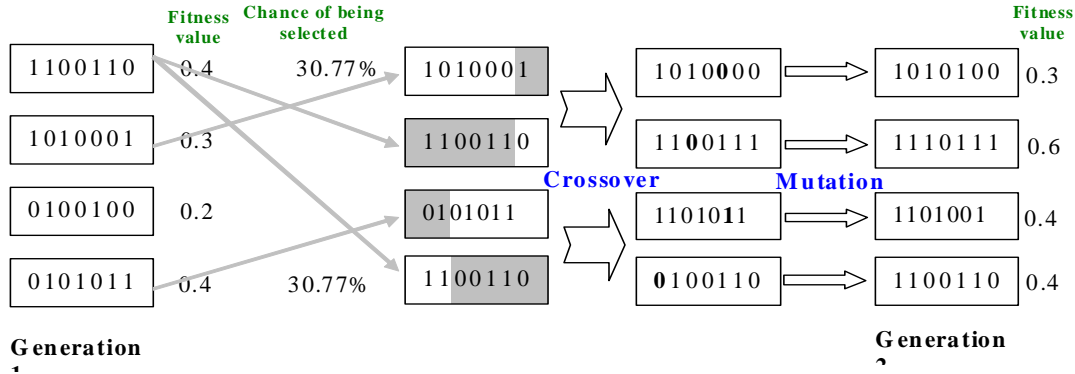 Fitness value
Chance of being selected
Fitness value
1100110 0.4 30.77% 1010001 1010000 1010100 0.3
1010001 0.3 1100110 1100111 1110111 0.6
Crossover Mutation
0100100 0.2 0101011 1101011 1101001 0.4
0101011 0.4 30.77% 1100110 0100110 1100110 0.4
Generation
Generation